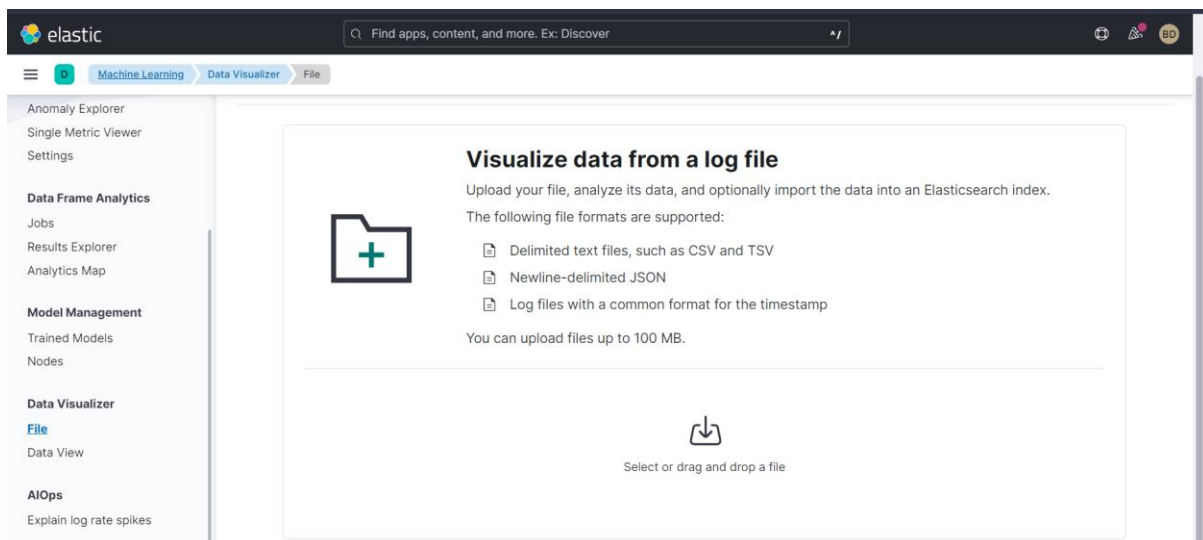 elastic
Find apps, content, and more. Ex: Discover
^/
BD
D
Machine Learning
Data Visualizer
File
Anomaly Explorer
Single Metric Viewer
Settings
Data Frame Analytics
Jobs
Results Explorer
Analytics Map
Model Management
Trained Models
Nodes
Data Visualizer
File
Data View
AIOps
Explain log rate spikes
Visualize data from a log file
Upload your file, analyze its data, and optionally import the data into an Elasticsearch index.
The following file formats are supported:
Delimited text files, such as CSV and TSV
Newline-delimited JSON
Log files with a common format for the timestamp
You can upload files up to 100 MB.
Select or drag and drop a file